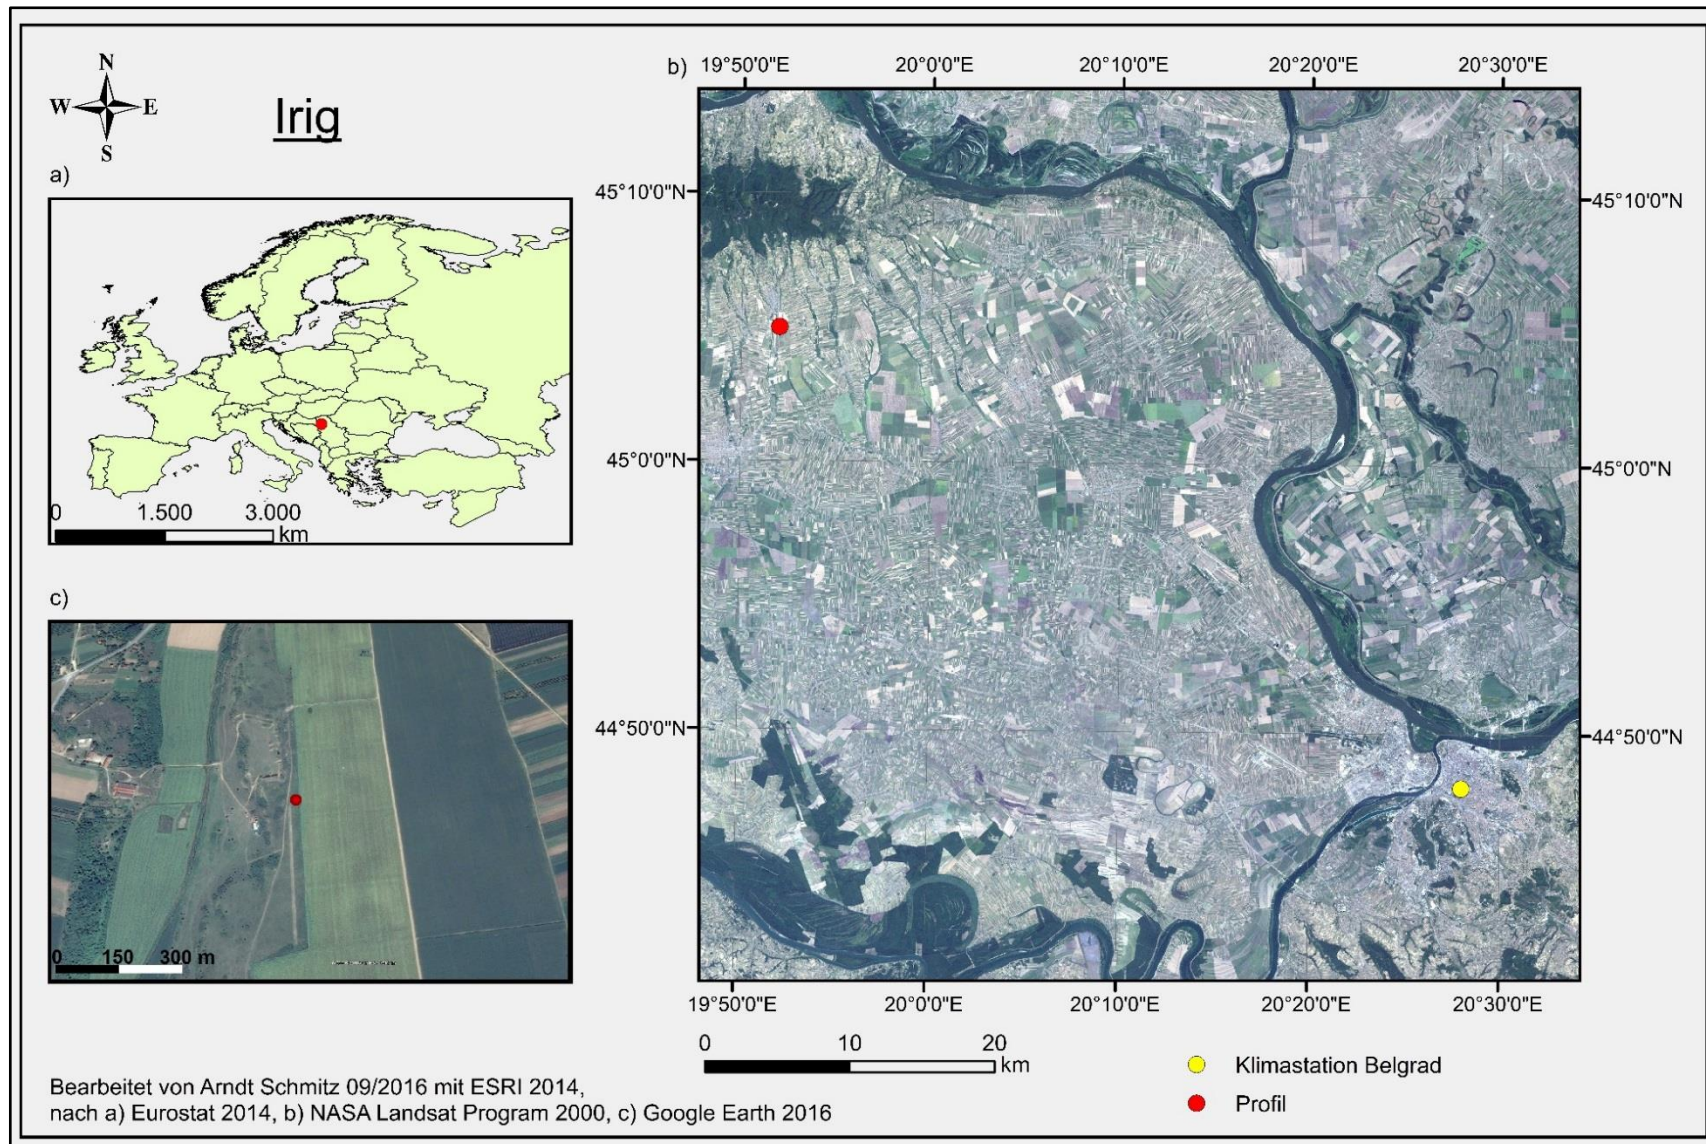 N
W E
S
Irig
a)
0 1.500 3.000
km
b)
19°50'0"E 20°0'0"E 20°10'0"E 20°20'0"E 20°30'0"E
45°10'0"N 45°10'0"N
45°0'0"N 45°0'0"N
44°50'0"N 44°50'0"N
19°50'0"E 20°0'0"E 20°10'0"E 20°20'0"E 20°30'0"E
0 10 20
km
c)
0 150 300 m
Klimastation Belgrad
Profil
Bearbeitet von Arndt Schmitz 09/2016 mit ESRI 2014,
nach a) Eurostat 2014, b) NASA Landsat Program 2000, c) Google Earth 2016